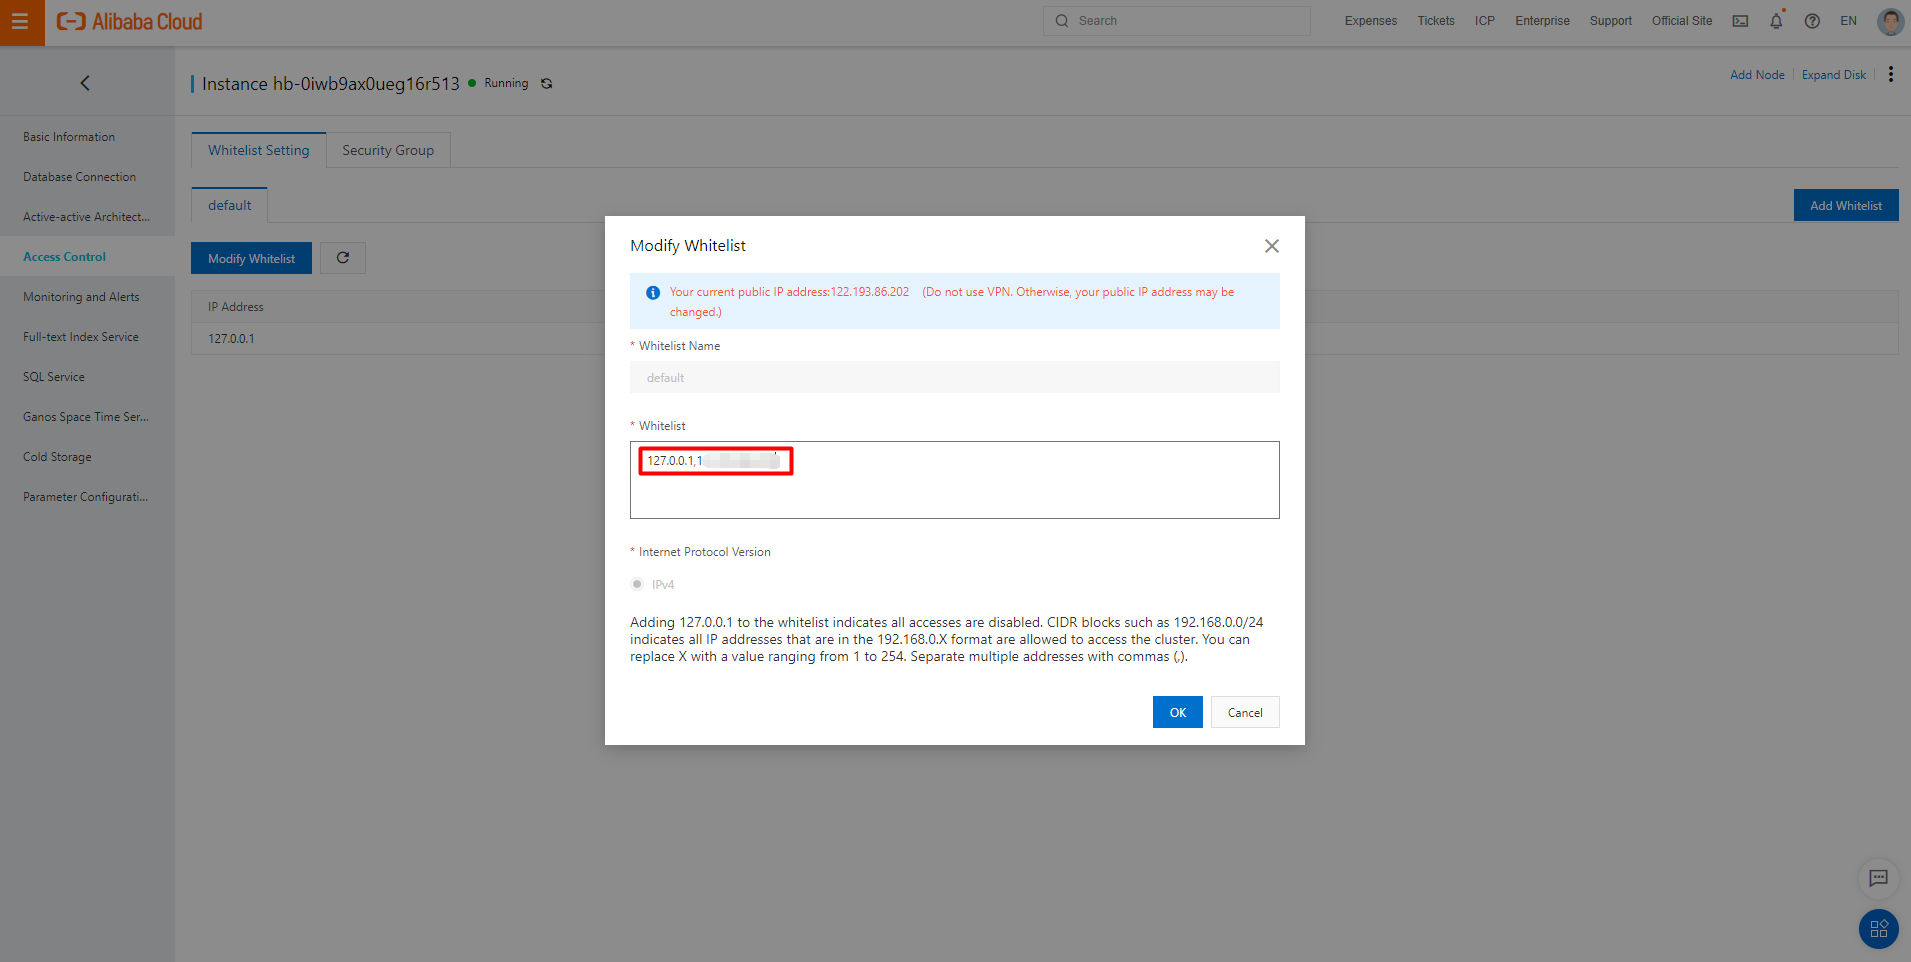 Alibaba Cloud
Search
Expenses Tickets ICP Enterprise Support Official Site EN
Instance hb-0iwb9ax0ueg16r513 Running
Add Node Expand Disk
Basic Information
Database Connection
Active-active Architect...
Access Control
Monitoring and Alerts
Full-text Index Service
SQL Service
Ganos Space Time Ser...
Cold Storage
Parameter Configurati...
Whitelist Setting Security Group
default
Add Whitelist
Modify Whitelist
IP Address
127.0.0.1
Modify Whitelist
Your current public IP address:122.193.86.202 (Do not use VPN. Otherwise, your public IP address may be
changed.)
* Whitelist Name
default
* Whitelist
127.0.0.1,1
* Internet Protocol Version
IPv4
Adding 127.0.0.1 to the whitelist indicates all accesses are disabled. CIDR blocks such as 192.168.0.0/24
indicates all IP addresses that are in the 192.168.0.X format are allowed to access the cluster. You can
replace X with a value ranging from 1 to 254. Separate multiple addresses with commas (,).
OK Cancel